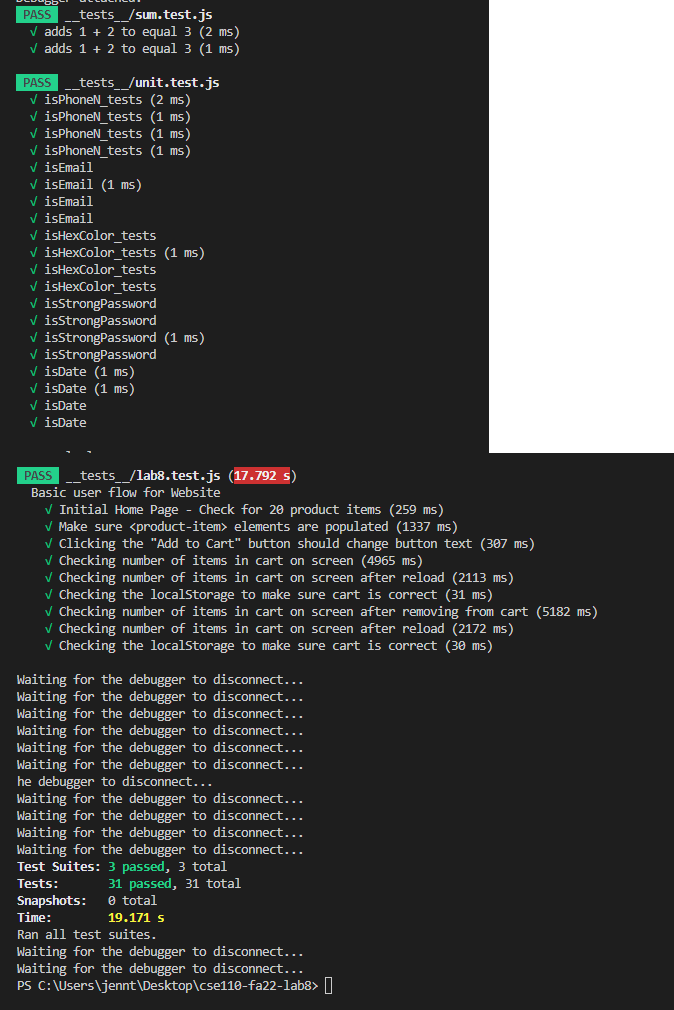 Debugger attached.
PASS __tests__/sum.test.js
√ adds 1 + 2 to equal 3 (2 ms)
√ adds 1 + 2 to equal 3 (1 ms)
PASS __tests__/unit.test.js
√ isPhoneN_tests (2 ms)
√ isPhoneN_tests (1 ms)
√ isPhoneN_tests (1 ms)
√ isPhoneN_tests (1 ms)
√ isEmail
√ isEmail (1 ms)
√ isEmail
√ isEmail
√ isHexColor_tests
√ isHexColor_tests (1 ms)
√ isHexColor_tests
√ isHexColor_tests
√ isStrongPassword
√ isStrongPassword
√ isStrongPassword (1 ms)
√ isStrongPassword
√ isDate (1 ms)
√ isDate (1 ms)
√ isDate
√ isDate
PASS __tests__/lab8.test.js (17.792 s)
Basic user flow for Website
√ Initial Home Page - Check for 20 product items (259 ms)
√ Make sure <product-item> elements are populated (1337 ms)
√ Clicking the "Add to Cart" button should change button text (307 ms)
√ Checking number of items in cart on screen (4965 ms)
√ Checking number of items in cart on screen after reload (2113 ms)
√ Checking the localStorage to make sure cart is correct (31 ms)
√ Checking number of items in cart on screen after removing from cart (5182 ms)
√ Checking number of items in cart on screen after reload (2172 ms)
√ Checking the localStorage to make sure cart is correct (30 ms)
Waiting for the debugger to disconnect...
Waiting for the debugger to disconnect...
Waiting for the debugger to disconnect...
Waiting for the debugger to disconnect...
Waiting for the debugger to disconnect...
Waiting for the debugger to disconnect...
he debugger to disconnect...
Waiting for the debugger to disconnect...
Waiting for the debugger to disconnect...
Waiting for the debugger to disconnect...
Waiting for the debugger to disconnect...
Test Suites: 3 passed, 3 total
Tests: 31 passed, 31 total
Snapshots: 0 total
Time: 19.171 s
Ran all test suites.
Waiting for the debugger to disconnect...
Waiting for the debugger to disconnect...
PS C:\Users\jennt\Desktop\cse110-fa22-lab8>